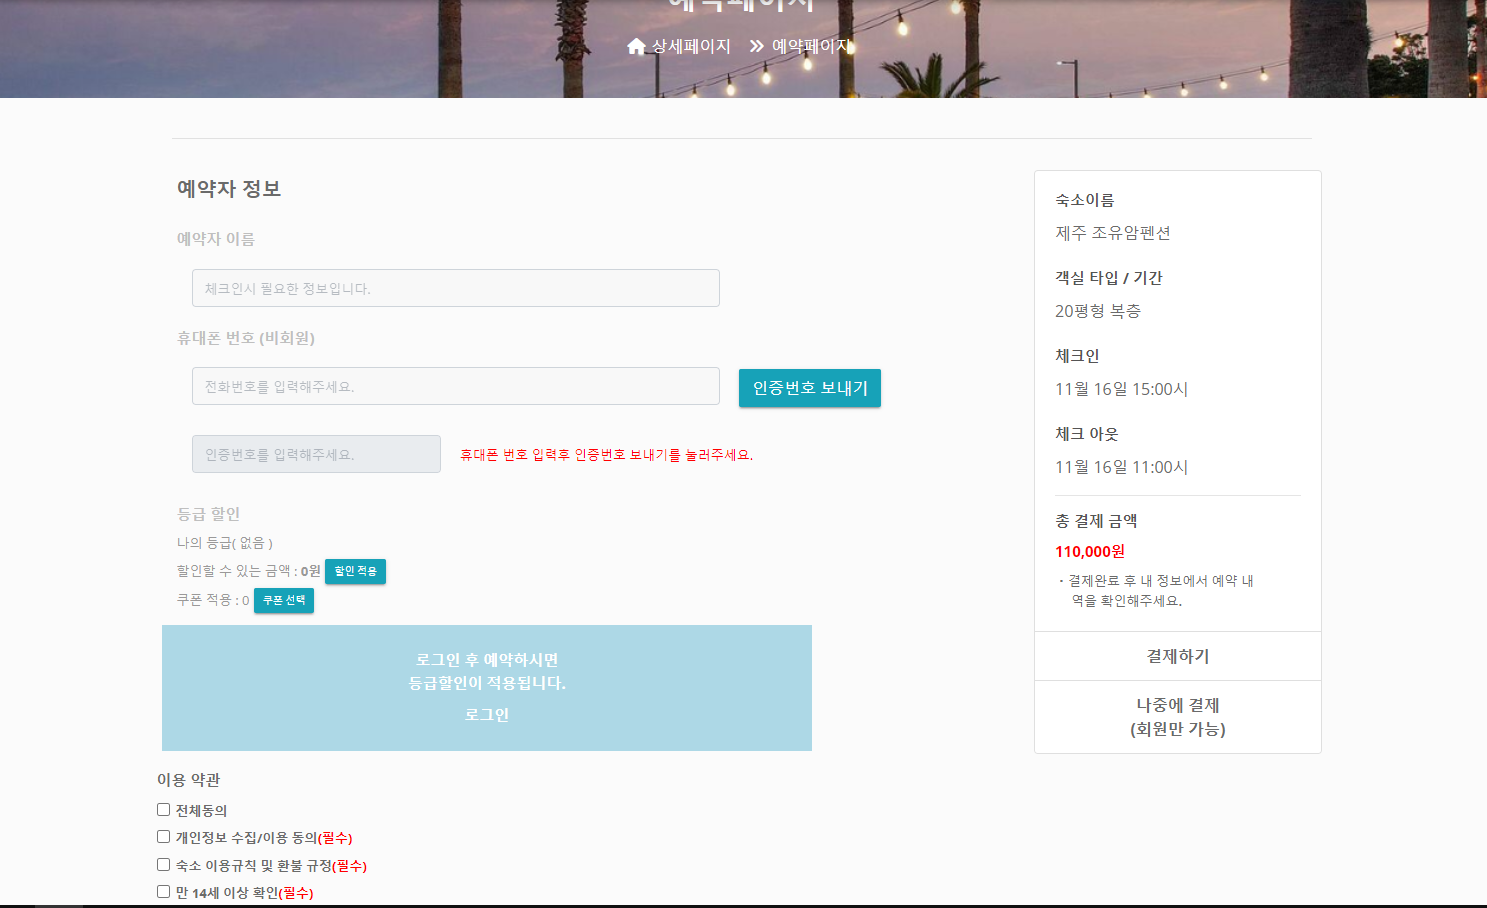 예약페이지
상세페이지 예약페이지
예약자 정보
예약자 이름
체크인시 필요한 정보입니다.
휴대폰 번호 (비회원)
전화번호를 입력해주세요.
인증번호 보내기
인증번호를 입력해주세요.
휴대폰 번호 입력후 인증번호 보내기를 눌러주세요.
등급 할인
나의 등급( 없음 )
할인할 수 있는 금액 : 0원 할인 적용
쿠폰 적용 : 0 쿠폰 선택
로그인 후 예약하시면
등급할인이 적용됩니다.
로그인
이용 약관
전체동의
개인정보 수집/이용 동의(필수)
숙소 이용규칙 및 환불 규정(필수)
만 14세 이상 확인(필수)
숙소이름
제주 조유암펜션
객실 타입 / 기간
20평형 복층
체크인
11월 16일 15:00시
체크 아웃
11월 16일 11:00시
총 결제 금액
110,000원
· 결제완료 후 내 정보에서 예약 내
역을 확인해주세요.
결제하기
나중에 결제
(회원만 가능)